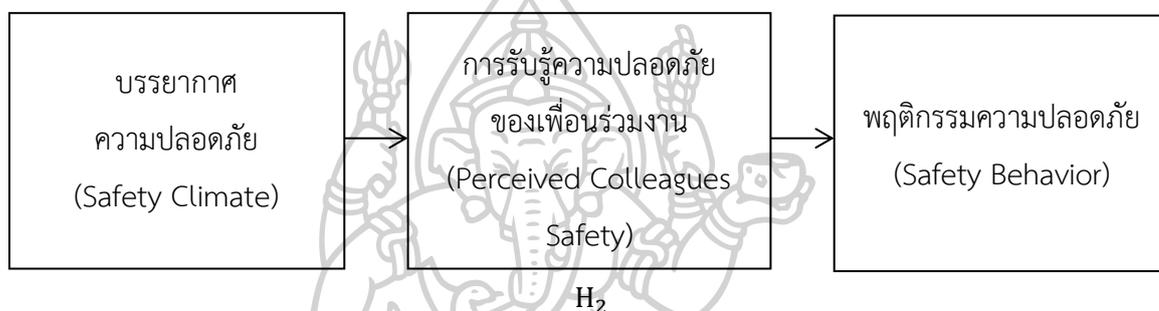 บรรยากาศ
ความปลอดภัย
(Safety Climate)
การรับรู้ความปลอดภัย
ของเพื่อนร่วมงาน
(Perceived Colleagues
Safety)
พฤติกรรมความปลอดภัย
(Safety Behavior)
H₂